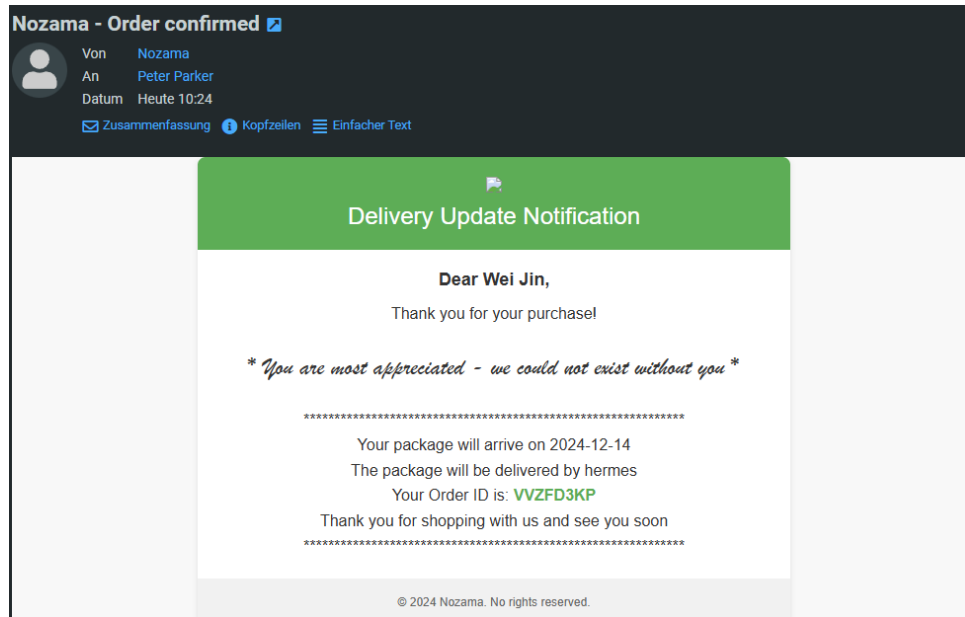 Nozama - Order confirmed
Von Nozama
An Peter Parker
Datum Heute 10:24
Zusammenfassung Kopfzeilen Einfacher Text
Delivery Update Notification
Dear Wei Jin,
Thank you for your purchase!
* You are most appreciated - we could not exist without you *
**************************************************************
Your package will arrive on 2024-12-14
The package will be delivered by hermes
Your Order ID is: VVZFD3KP
Thank you for shopping with us and see you soon
**************************************************************
© 2024 Nozama. No rights reserved.